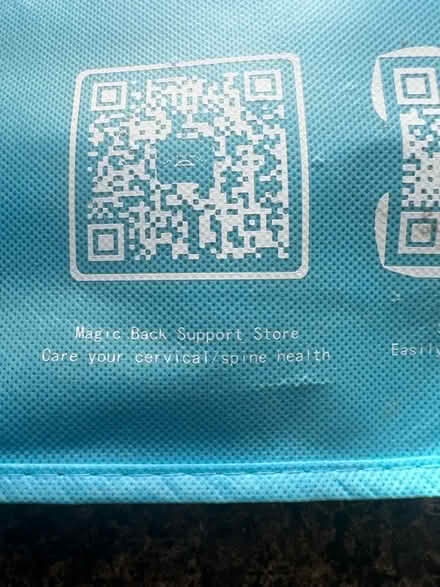 Magic Back Support Store
Care your cervical/spine health
Easily